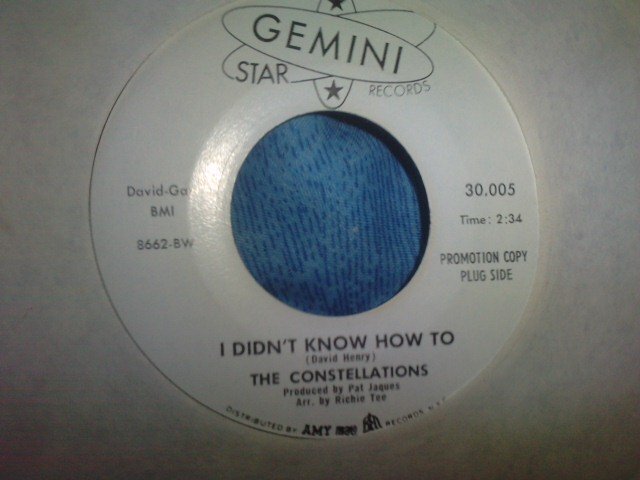 GEMINI
STAR
RECORDS
David-Ga
BMI
8662-BW
30.005
Time: 2:34
PROMOTION COPY
PLUG SIDE
I DIDN'T KNOW HOW TO
(David Henry)
THE CONSTELLATIONS
Produced by Pat Jaques
Arr. by Richie Tee
DISTRIBUTED BY AMY BELL RECORDS N.Y.C.